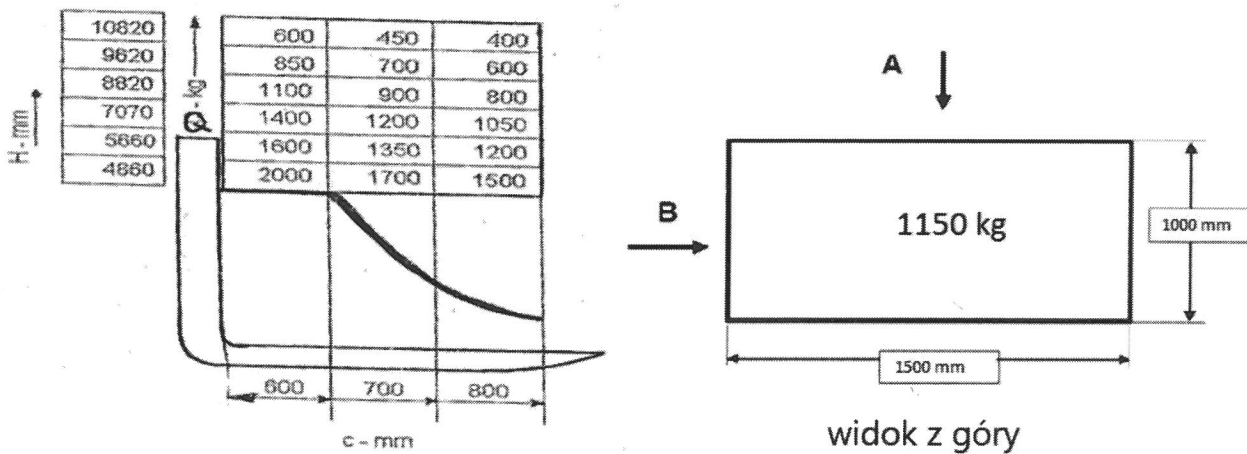 10820
9620
8820
7070
5660
4860
H - mm
Q - kg
600 450 400
850 700 600
1100 900 800
1400 1200 1050
1600 1350 1200
2000 1700 1500
600 700 800
c - mm
A
B
1150 kg
1000 mm
1500 mm
widok z góry